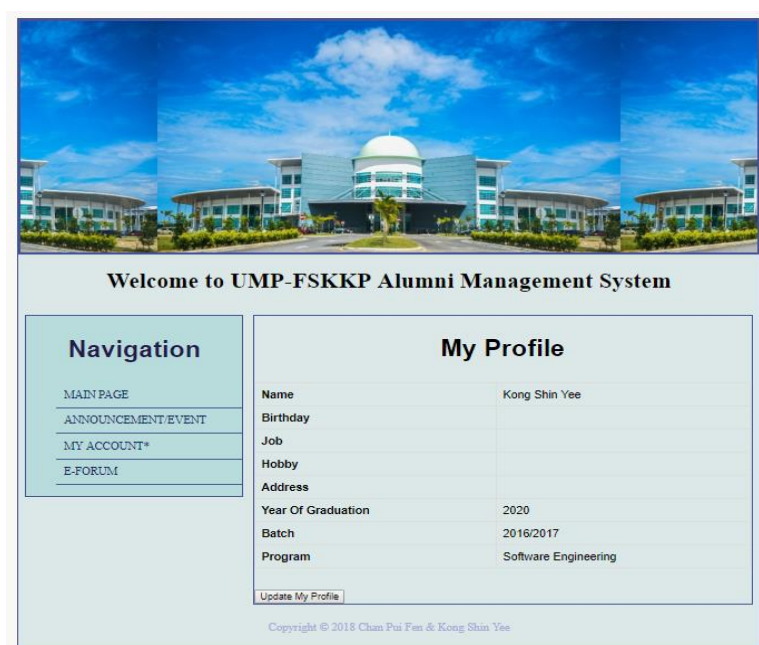 Welcome to UMP-FSKKP Alumni Management System
Navigation
MAIN PAGE
ANNOUNCEMENT/EVENT
MY ACCOUNT*
E-FORUM
My Profile
Name Kong Shin Yee
Birthday
Job
Hobby
Address
Year Of Graduation 2020
Batch 2016/2017
Program Software Engineering
Update My Profile
Copyright © 2018 Chan Pui Fen & Kong Shin Yee